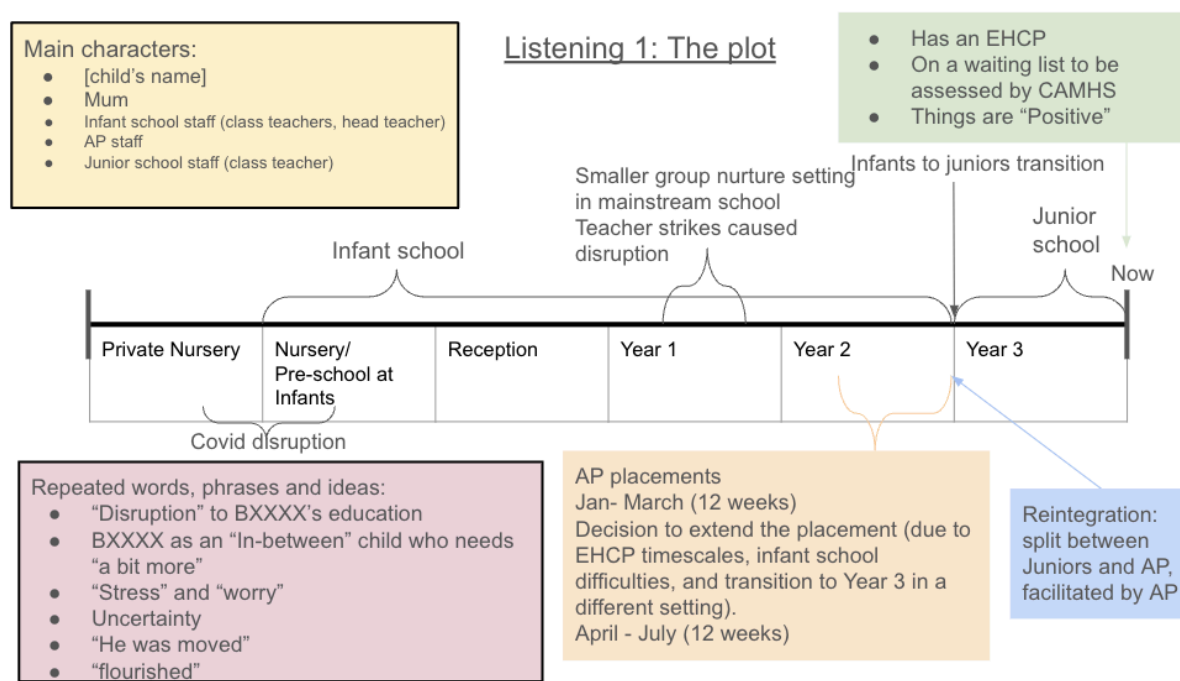 Main characters:
● [child's name]
● Mum
● Infant school staff (class teachers, head teacher)
● AP staff
● Junior school staff (class teacher)
Listening 1: The plot
● Has an EHCP
● On a waiting list to be
assessed by CAMHS
● Things are “Positive”
Infant school
Smaller group nurture setting
in mainstream school
Teacher strikes caused
disruption
Infants to juniors transition
Junior
school
Now
Private Nursery
Nursery/
Pre-school at
Infants
Reception
Year 1
Year 2
Year 3
Covid disruption
Repeated words, phrases and ideas:
● “Disruption” to BXXXX’s education
● BXXXX as an “In-between” child who needs
“a bit more”
● “Stress” and “worry”
● Uncertainty
● “He was moved”
● “flourished”
AP placements
Jan- March (12 weeks)
Decision to extend the placement (due to
EHCP timescales, infant school
difficulties, and transition to Year 3 in a
different setting).
April - July (12 weeks)
Reintegration:
split between
Juniors and AP,
facilitated by AP